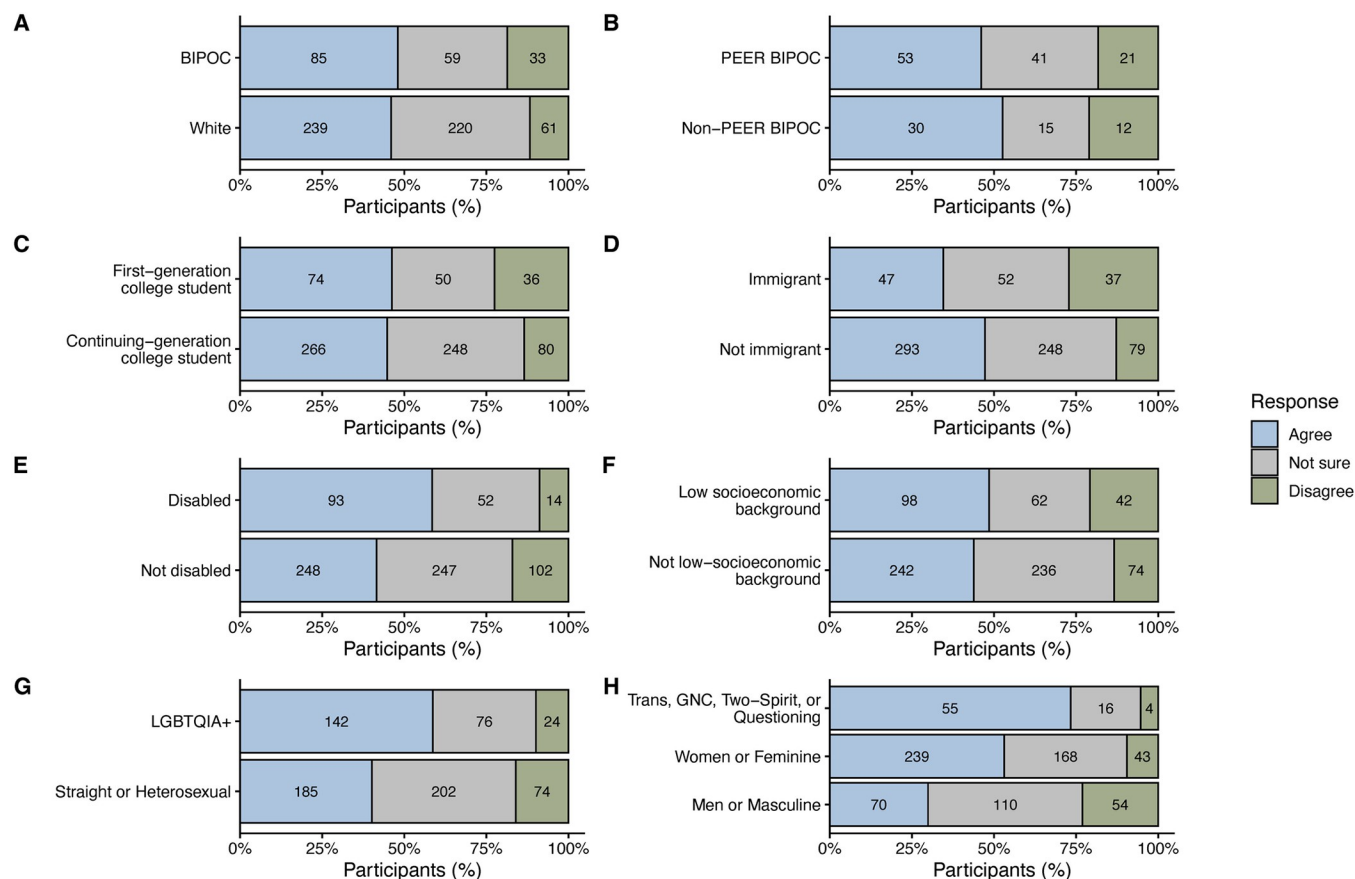 A
BIPOC
85
59
33
White
239
220
61
0%
25%
50%
75%
100%
Participants (%)
B
PEER BIPOC
53
41
21
Non−PEER BIPOC
30
15
12
0%
25%
50%
75%
100%
Participants (%)
C
First−generation
college student
74
50
36
Continuing−generation
college student
266
248
80
0%
25%
50%
75%
100%
Participants (%)
D
Immigrant
47
52
37
Not immigrant
293
248
79
0%
25%
50%
75%
100%
Participants (%)
Response
Agree
Not sure
Disagree
E
Disabled
93
52
14
Not disabled
248
247
102
0%
25%
50%
75%
100%
Participants (%)
F
Low socioeconomic
background
98
62
42
Not low−socioeconomic
background
242
236
74
0%
25%
50%
75%
100%
Participants (%)
G
LGBTQIA+
142
76
24
Straight or Heterosexual
185
202
74
0%
25%
50%
75%
100%
Participants (%)
H
Trans, GNC, Two−Spirit, or
Questioning
55
16
4
Women or Feminine
239
168
43
Men or Masculine
70
110
54
0%
25%
50%
75%
100%
Participants (%)